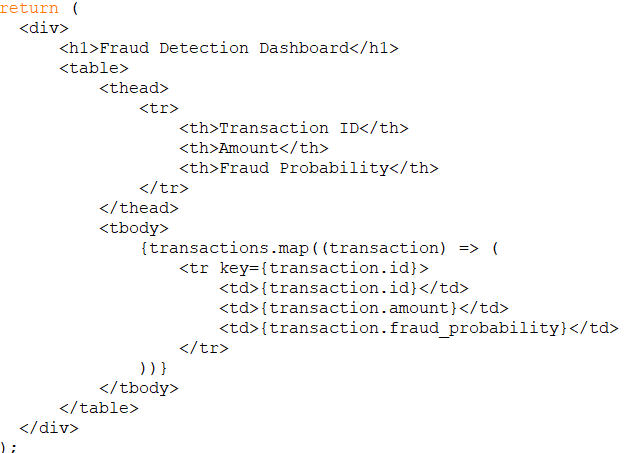 return (
  <div>
      <h1>Fraud Detection Dashboard</h1>
      <table>
          <thead>
              <tr>
                  <th>Transaction ID</th>
                  <th>Amount</th>
                  <th>Fraud Probability</th>
              </tr>
          </thead>
          <tbody>
              {transactions.map((transaction) => (
                  <tr key={transaction.id}>
                      <td>{transaction.id}</td>
                      <td>{transaction.amount}</td>
                      <td>{transaction.fraud_probability}</td>
                  </tr>
              ))}
          </tbody>
      </table>
  </div>
);